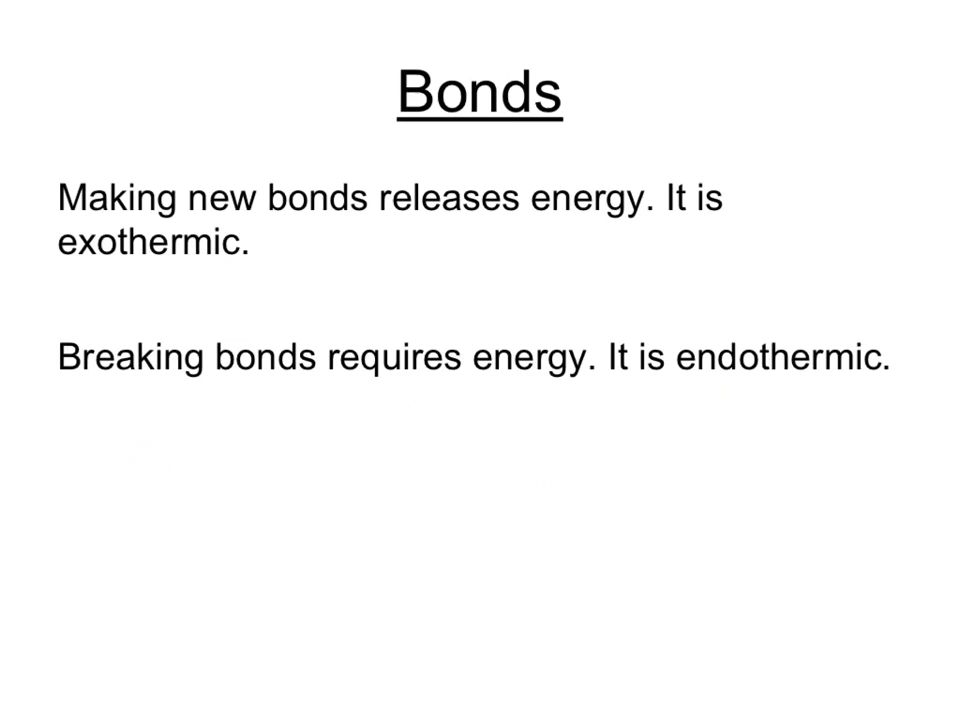 Bonds
Making new bonds releases energy. It is
exothermic.
Breaking bonds requires energy. It is endothermic.